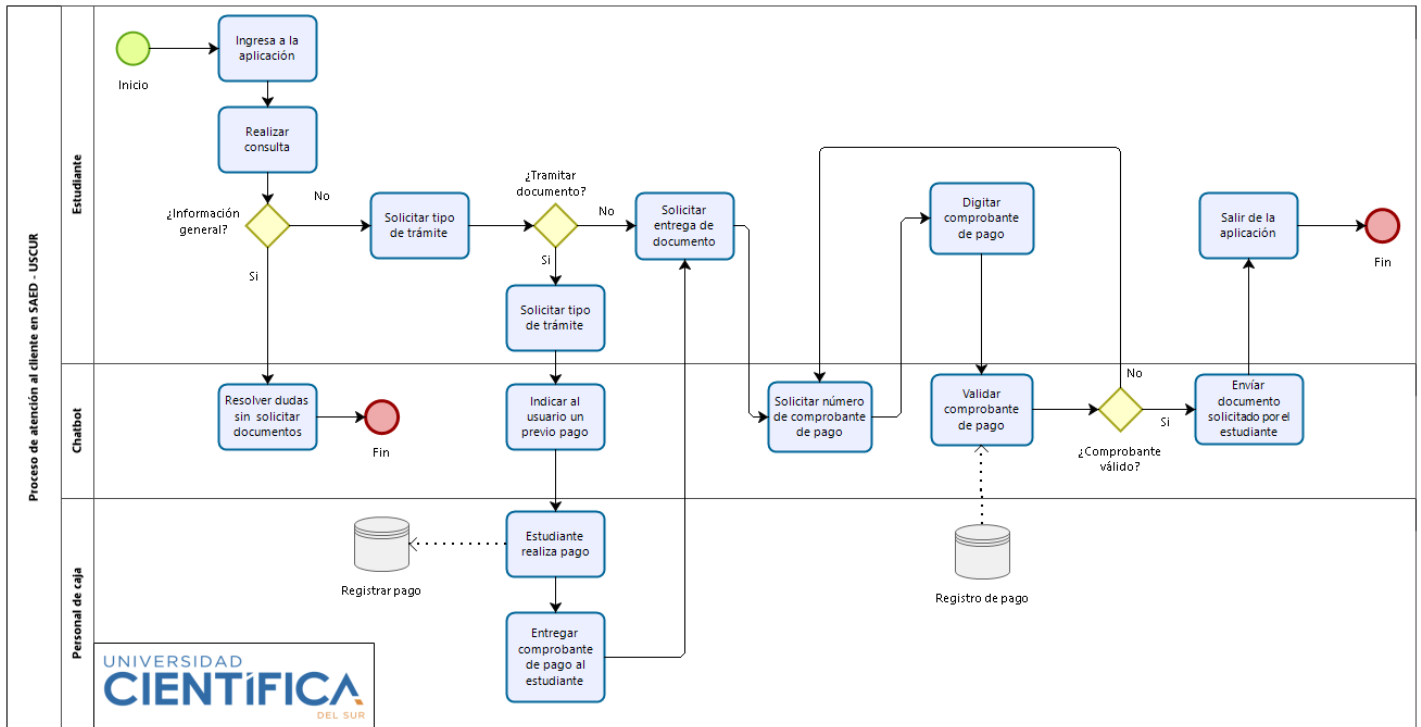 Proceso de atención al cliente en SAED - USCUR
Estudiante
Inicio
Ingresa a la
aplicación
Realizar
consulta
¿Información
general?
No
Si
Solicitar tipo
de trámite
¿Tramitar
documento?
No
Si
Solicitar tipo
de trámite
Solicitar
entrega de
documento
Digitar
comprobante
de pago
Salir de la
aplicación
Fin
Chatbot
Resolver dudas
sin solicitar
documentos
Fin
Indicar al
usuario un
previo pago
Solicitar número
de comprobante
de pago
Validar
comprobante
de pago
No
Si
¿Comprobante
válido?
Envíar
documento
solicitado por el
estudiante
Personal de caja
Registrar pago
Estudiante
realiza pago
Entregar
comprobante
de pago al
estudiante
Registro de pago
UNIVERSIDAD
CIENTÍFICA
DEL SUR